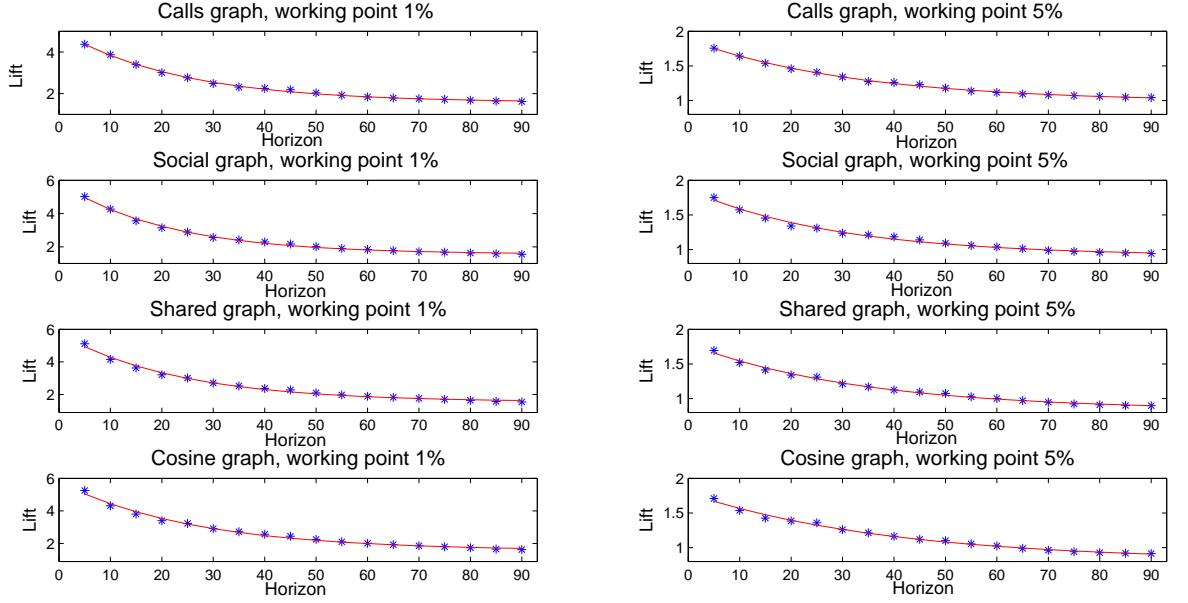 Calls graph, working point 1%
4
2
Lift
0 10 20 30 40 50 60 70 80 90
Horizon
Social graph, working point 1%
6
4
2
Lift
0 10 20 30 40 50 60 70 80 90
Horizon
Shared graph, working point 1%
6
4
2
Lift
0 10 20 30 40 50 60 70 80 90
Horizon
Cosine graph, working point 1%
6
4
2
Lift
0 10 20 30 40 50 60 70 80 90
Horizon
Calls graph, working point 5%
2
1.5
1
Lift
0 10 20 30 40 50 60 70 80 90
Horizon
Social graph, working point 5%
2
1.5
1
Lift
0 10 20 30 40 50 60 70 80 90
Horizon
Shared graph, working point 5%
2
1.5
1
Lift
0 10 20 30 40 50 60 70 80 90
Horizon
Cosine graph, working point 5%
2
1.5
1
Lift
0 10 20 30 40 50 60 70 80 90
Horizon